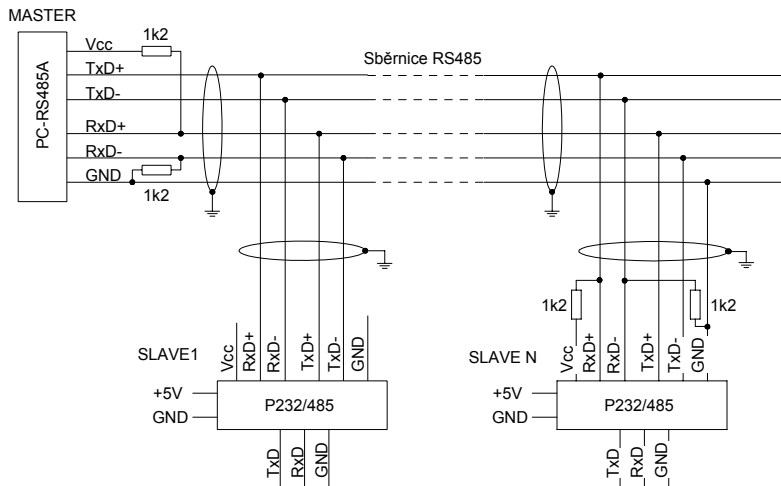 MASTER
PC-RS485A
Vcc
1k2
TxD+
TxD-
RxD+
RxD-
GND
1k2
Sběrnice RS485
1k2
1k2
SLAVE1
Vcc
RxD+
RxD-
TxD+
TxD-
GND
+5V
GND
P232/485
TxD
RxD
GND
SLAVE N
Vcc
RxD+
RxD-
TxD+
TxD-
GND
+5V
GND
P232/485
TxD
RxD
GND